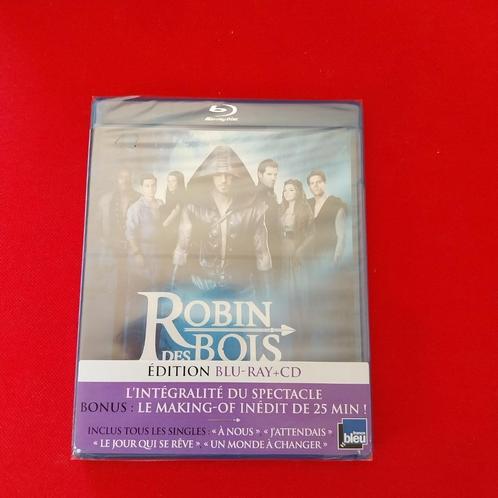 Blu-ray Disc
ROBIN
DES BOIS
ÉDITION BLU-RAY+CD
L'INTÉGRALITÉ DU SPECTACLE
BONUS : LE MAKING-OF INÉDIT DE 25 MIN !
INCLUS TOUS LES SINGLES : « À NOUS » « J'ATTENDAIS »
« LE JOUR QUI SE RÊVE » « UN MONDE À CHANGER »
france
bleu